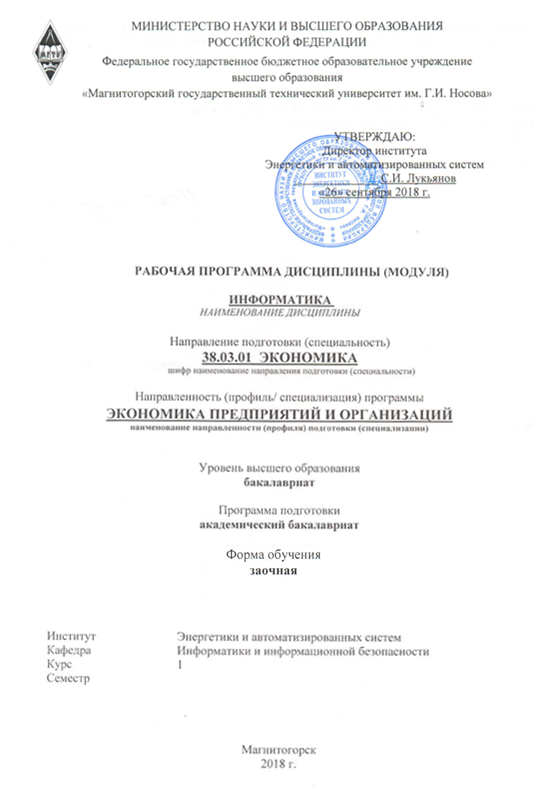 МИНИСТЕРСТВО НАУКИ И ВЫСШЕГО ОБРАЗОВАНИЯ
РОССИЙСКОЙ ФЕДЕРАЦИИ
Федеральное государственное бюджетное образовательное учреждение
высшего образования
«Магнитогорский государственный технический университет им. Г.И. Носова»
УТВЕРЖДАЮ:
Директор института
Энергетики и автоматизированных систем
С.И. Лукьянов
«26» сентября 2018 г.
ИНСТИТУТ
ЭНЕРГЕТИКИ
СИСТЕМ
РАБОЧАЯ ПРОГРАММА ДИСЦИПЛИНЫ (МОДУЛЯ)
ИНФОРМАТИКА
НАИМЕНОВАНИЕ ДИСЦИПЛИНЫ
Направление подготовки (специальность)
38.03.01 ЭКОНОМИКА
шифр наименование направления подготовки (специальности)
Направленность (профиль/ специализация) программы
ЭКОНОМИКА ПРЕДПРИЯТИЙ И ОРГАНИЗАЦИЙ
наименование направленности (профиля) подготовки (специализации)
Уровень высшего образования
бакалавриат
Программа подготовки
академический бакалавриат
Форма обучения
заочная
Институт Энергетики и автоматизированных систем
Кафедра Информатики и информационной безопасности
Курс 1
Семестр
Магнитогорск
2018 г.